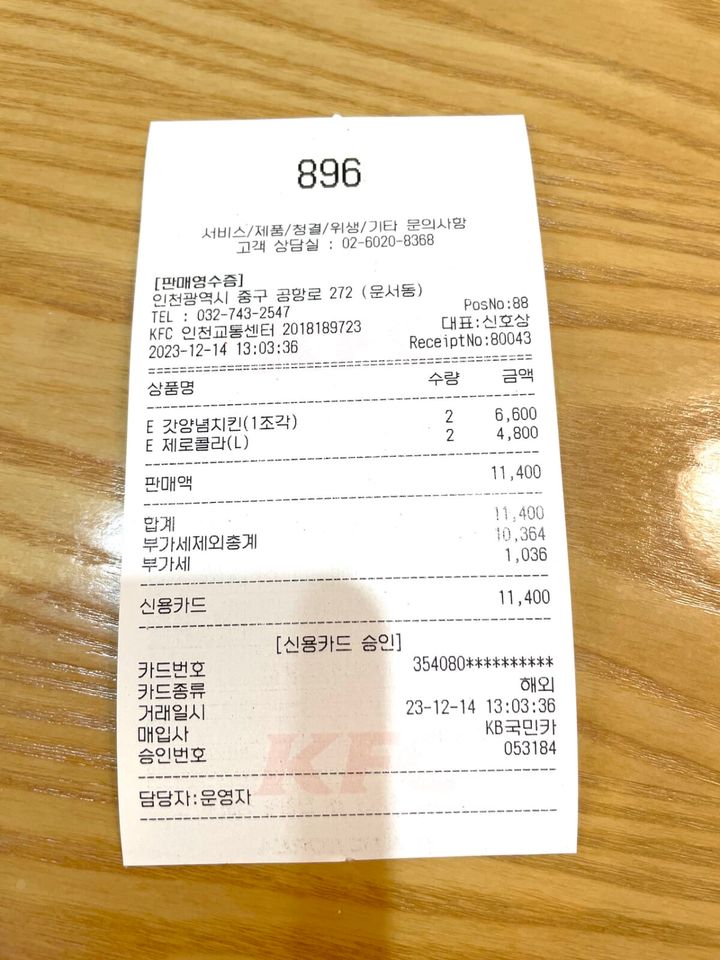 896
서비스/제품/청결/위생/기타 문의사항
고객 상담실 : 02-6020-8368
[판매영수증]
인천광역시 중구 공항로 272 (운서동)
TEL : 032-743-2547 PosNo:88
KFC 인천교통센터 2018189723 대표:신호상
2023-12-14 13:03:36 ReceiptNo:80043
상품명 수량 금액
E 갓양념치킨(1조각) 2 6,600
E 제로콜라(L) 2 4,800
판매액 11,400
합계 11,400
부가세제외총계 10,364
부가세 1,036
신용카드 11,400
[신용카드 승인]
카드번호 354080**********
카드종류 해외
거래일시 23-12-14 13:03:36
매입사 KB국민카
승인번호 053184
KFC
담당자:운영자